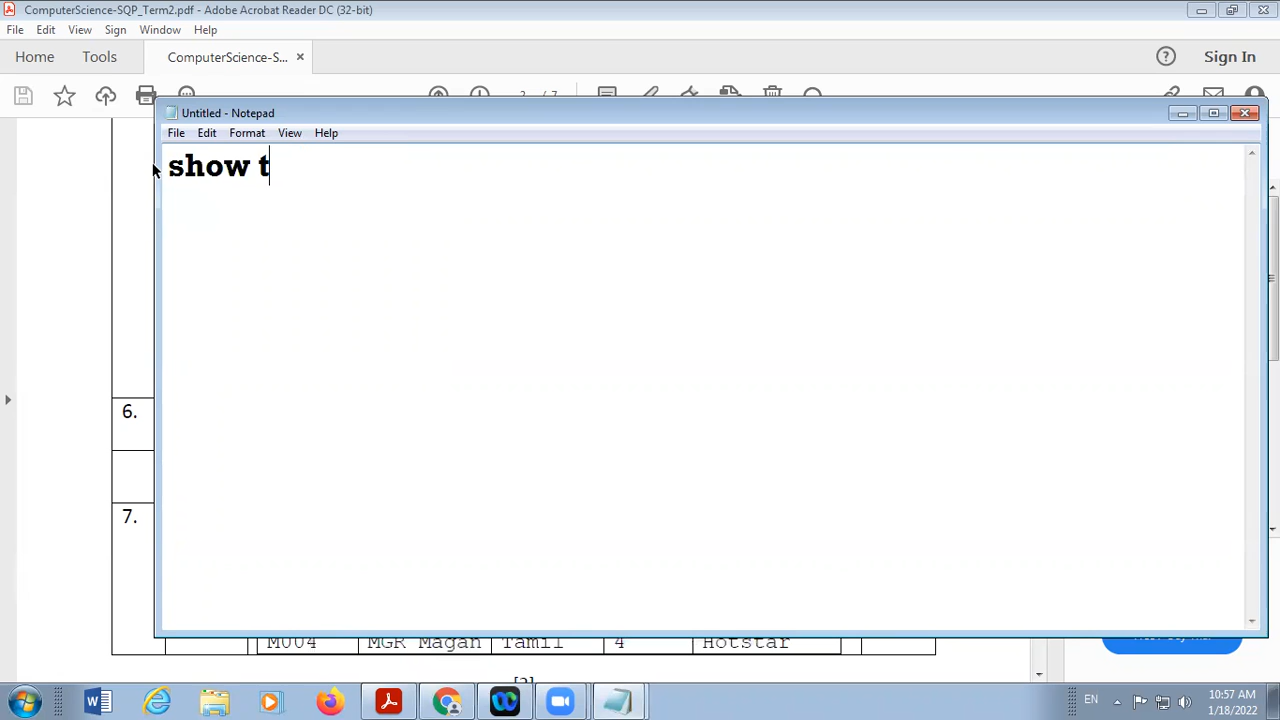 ComputerScience-SQP_Term2.pdf - Adobe Acrobat Reader DC (32-bit)
File Edit View Sign Window Help
Home Tools ComputerScience-S... × Sign In
Untitled - Notepad
File Edit Format View Help
show t
6.
7.
M004 MGR Magan Tamil 4 Hotstar
EN 10:57 AM
1/18/2022